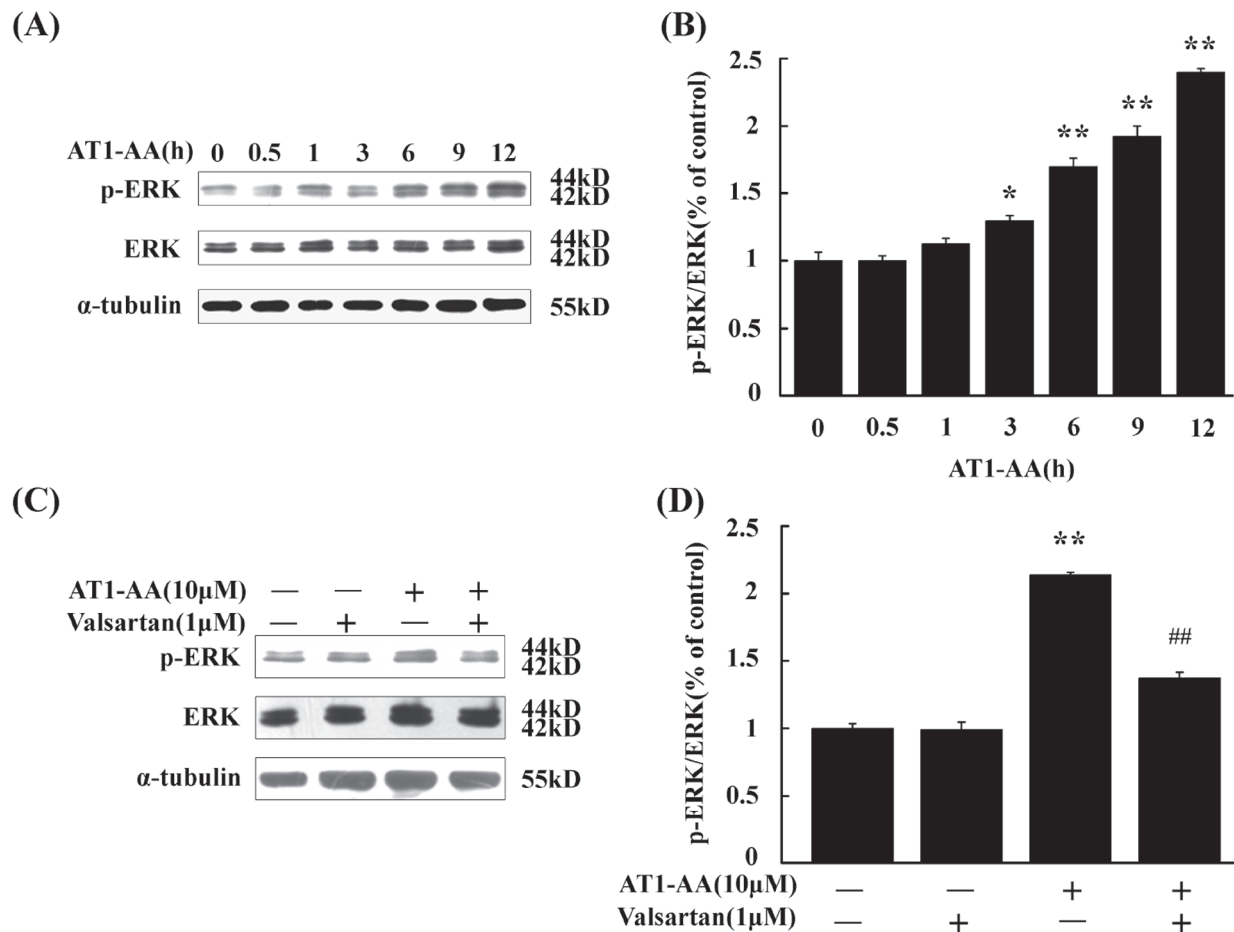 (A)
AT1-AA(h) 0 0.5 1 3 6 9 12
p-ERK 44kD
42kD
ERK 44kD
42kD
α-tubulin 55kD
(B)
p-ERK/ERK(% of control)
2.5
2
1.5
1
0.5
0
* ** ** **
0 0.5 1 3 6 9 12
AT1-AA(h)
(C)
AT1-AA(10μM) — — + +
Valsartan(1μM) — + — +
p-ERK 44kD
42kD
ERK 44kD
42kD
α-tubulin 55kD
(D)
p-ERK/ERK(% of control)
2.5
2
1.5
1
0.5
0
** ##
AT1-AA(10μM) — — + +
Valsartan(1μM) — + — +